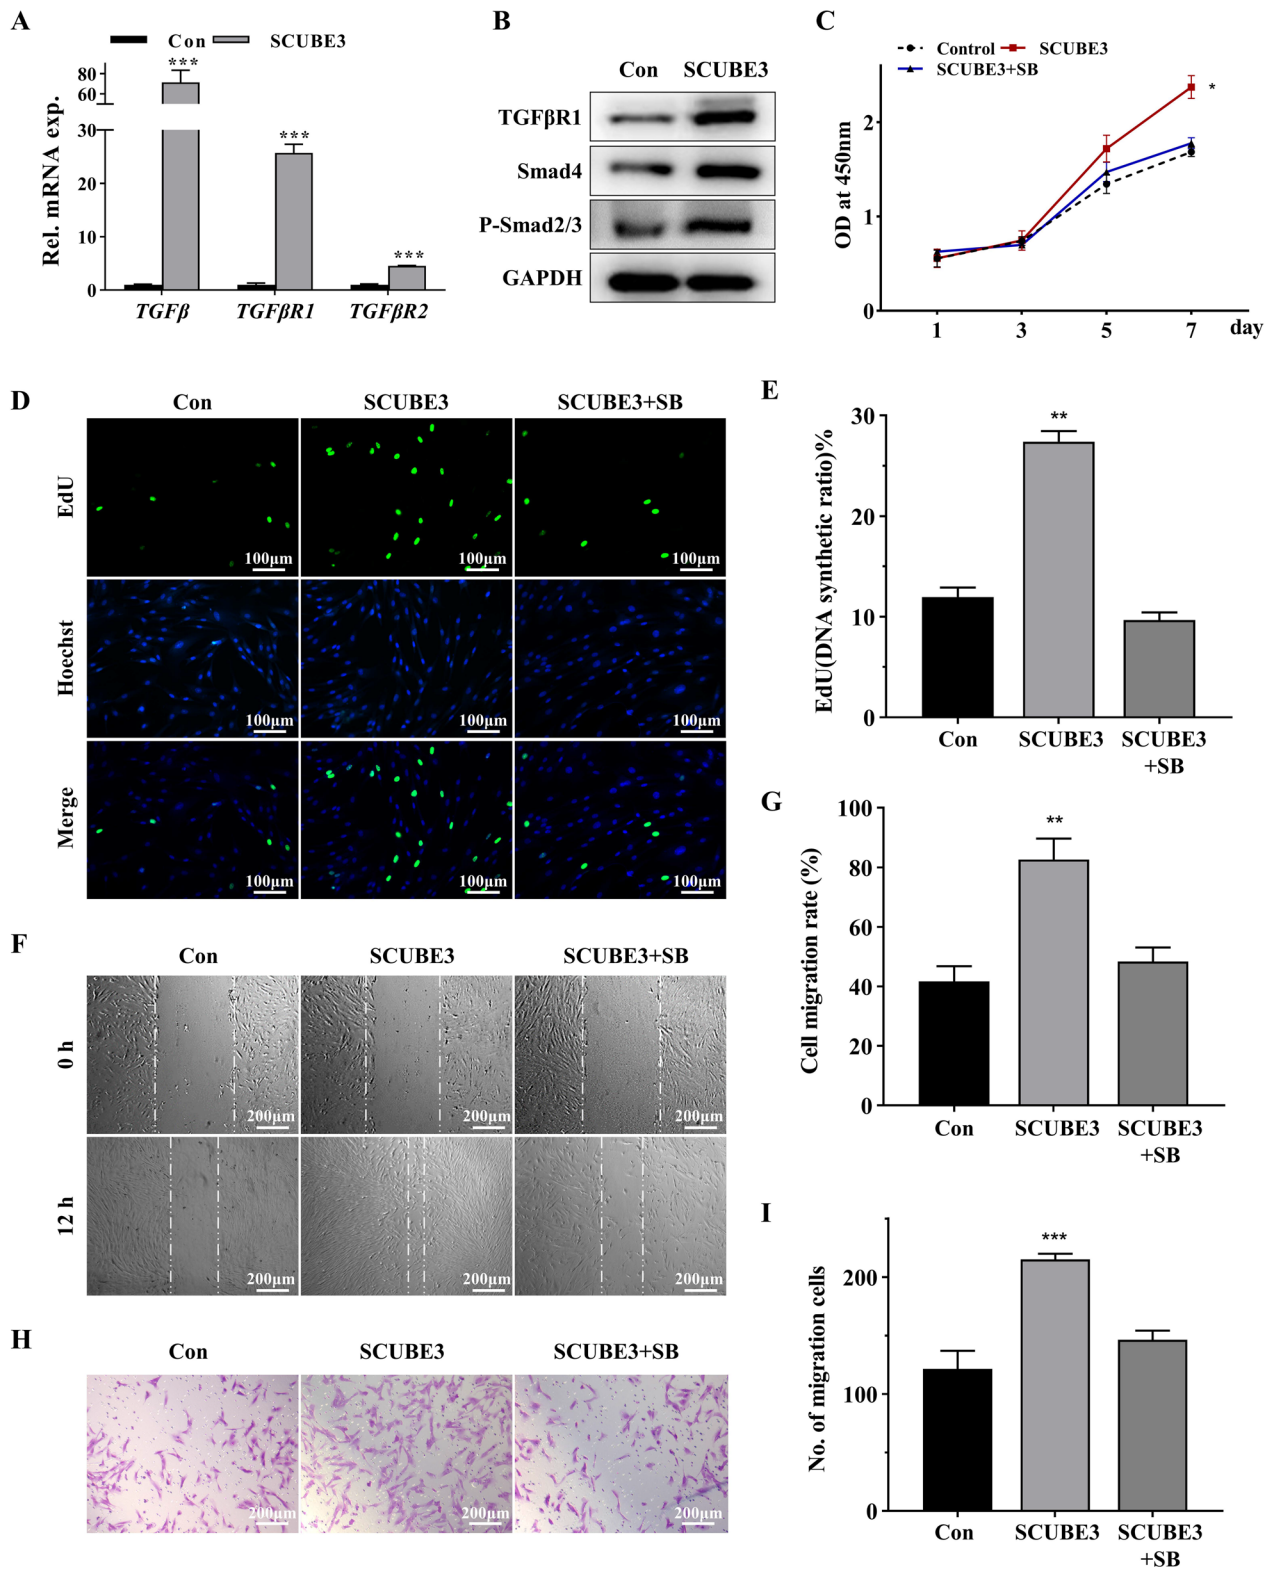 A
Con SCUBE3
Rel. mRNA exp.
80
60
30
20
10
0
***
***
***
TGFβ TGFβR1 TGFβR2
B
Con SCUBE3
TGFβR1
Smad4
P-Smad2/3
GAPDH
C
Control SCUBE3
SCUBE3+SB
OD at 450nm
2
1
0
*
1 3 5 7 day
D
Con SCUBE3 SCUBE3+SB
EdU
100μm 100μm 100μm
Hoechst
100μm 100μm 100μm
Merge
100μm 100μm 100μm
E
EdU(DNA synthetic ratio)%
30
20
10
0
**
Con SCUBE3 SCUBE3
+SB
F
Con SCUBE3 SCUBE3+SB
0 h
200μm 200μm 200μm
12 h
200μm 200μm 200μm
G
Cell migration rate (%)
100
80
60
40
20
0
**
Con SCUBE3 SCUBE3
+SB
H
Con SCUBE3 SCUBE3+SB
200μm 200μm 200μm
I
No. of migration cells
200
100
0
***
Con SCUBE3 SCUBE3
+SB